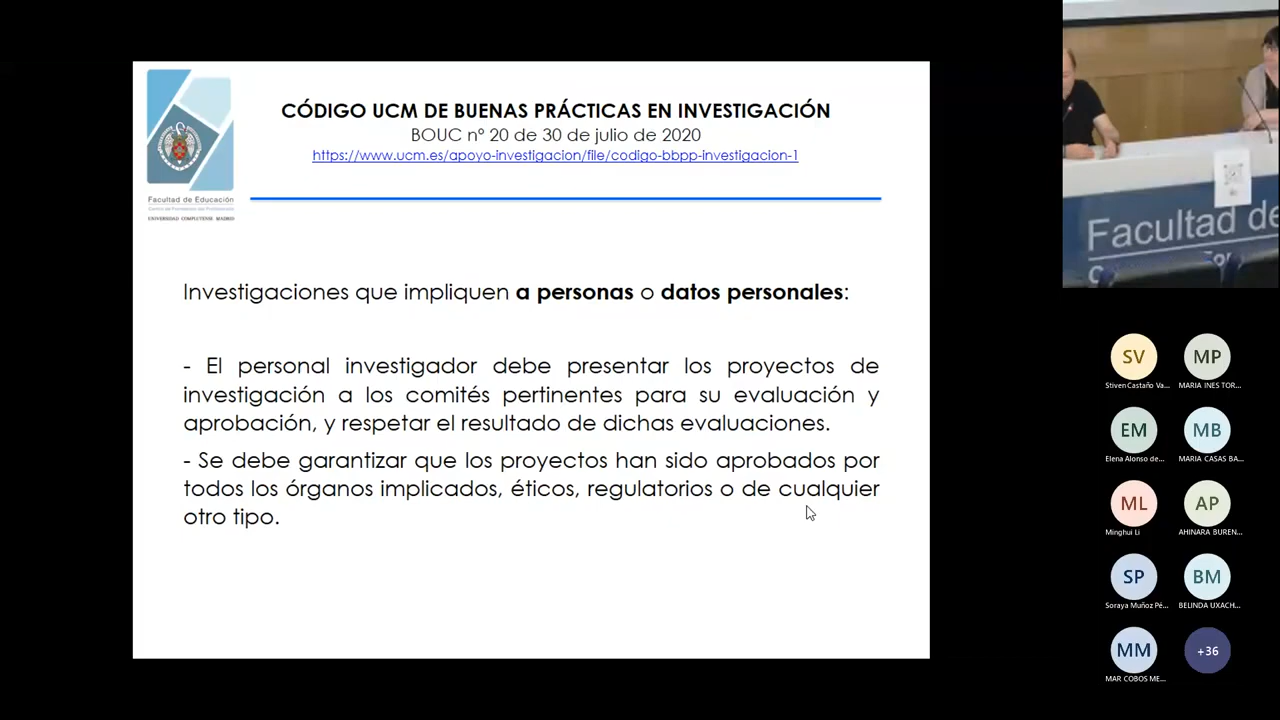 CÓDIGO UCM DE BUENAS PRÁCTICAS EN INVESTIGACIÓN
BOUC nº 20 de 30 de julio de 2020
https://www.ucm.es/apoyo-investigacion/file/codigo-bbpp-investigacion-1
Facultad de Educación
UNIVERSIDAD COMPLUTENSE MADRID
Investigaciones que impliquen a personas o datos personales:
- El personal investigador debe presentar los proyectos de
investigación a los comités pertinentes para su evaluación y
aprobación, y respetar el resultado de dichas evaluaciones.
- Se debe garantizar que los proyectos han sido aprobados por
todos los órganos implicados, éticos, regulatorios o de cualquier
otro tipo.
Facultad de
SV
Stiven Castaño Va...
MP
MARIA INES TOR...
EM
Elena Alonso de...
MB
MARIA CASAS BA...
ML
Minghui Li
AP
AHINARA BUREN...
SP
Soraya Muñoz Pé...
BM
BELINDA UXACH...
MM
MAR COBOS ME...
+36